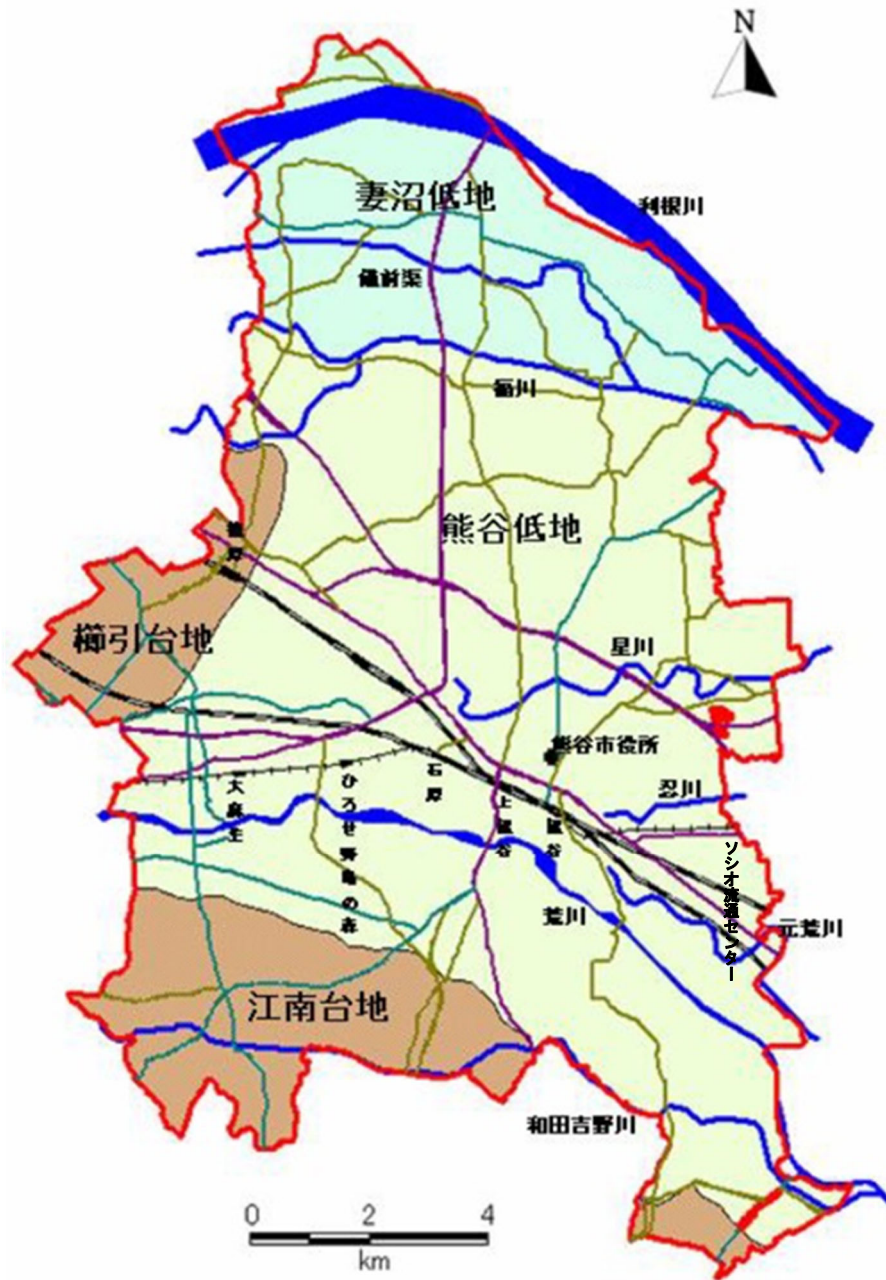 N
妻沼低地
利根川
備前渠
福川
熊谷低地
籠原
櫛引台地
星川
熊谷市役所
大麻生
ひろせ野鳥の森
石原
上熊谷
熊谷
忍川
ソシオ流通センター
荒川
元荒川
江南台地
和田吉野川
0 2 4
km